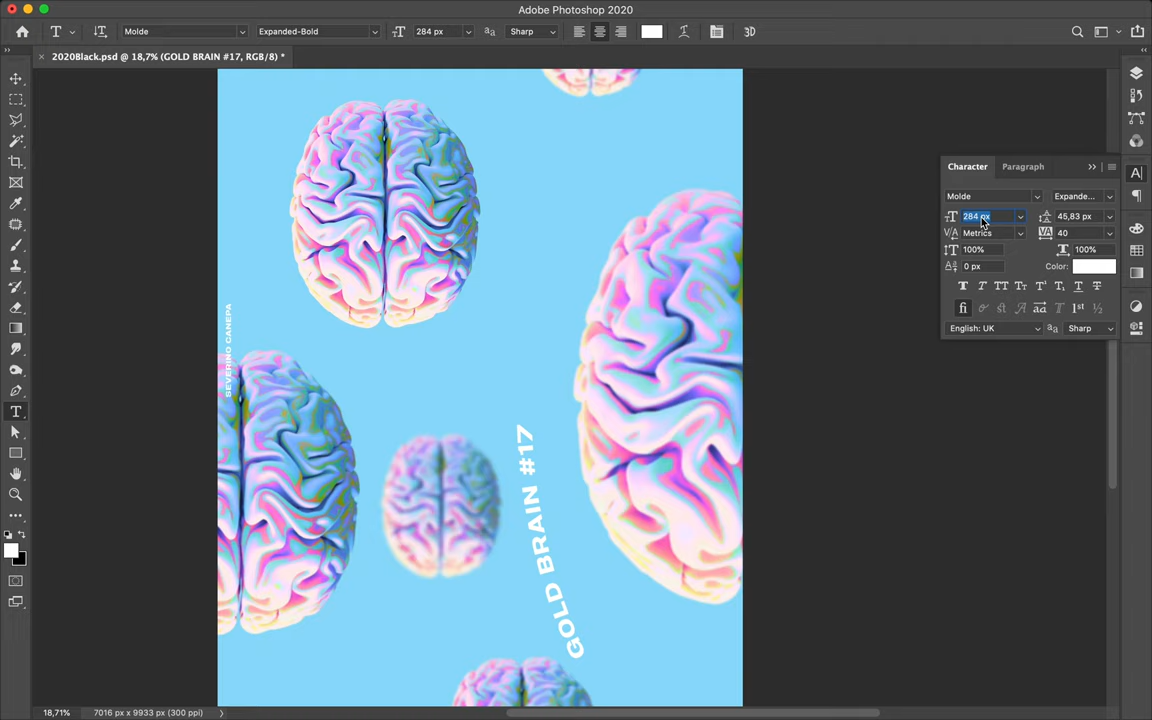 Adobe Photoshop 2020
Molde
Expanded-Bold
284 px
Sharp
3D
2020Black.psd @ 18,7% (GOLD BRAIN #17, RGB/8) *
Character
Paragraph
Molde
Expande...
284 px
45,83 px
Metrics
40
100%
100%
0 px
Color:
English: UK
Sharp
SEVERINO CANEPA
GOLD BRAIN #17
18,71%
7016 px x 9933 px (300 ppi)